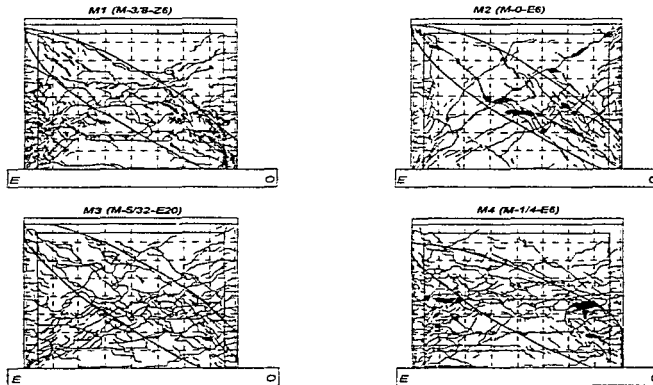 M1 (M-3/8-Z6)
M2 (M-0-E6)
E O
E O
M3 (M-5/32-E20)
M4 (M-1/4-E6)
E O
E O